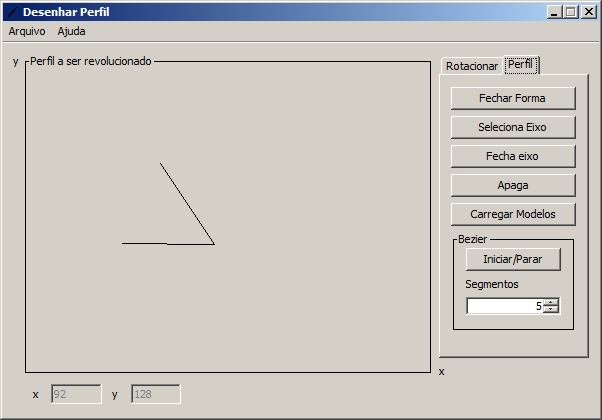 Desenhar Perfil
Arquivo Ajuda
y Perfil a ser revolucionado
Rotacionar Perfil
Fechar Forma
Seleciona Eixo
Fecha eixo
Apaga
Carregar Modelos
Bezier
Iniciar/Parar
Segmentos
5
x
x 92 y 128